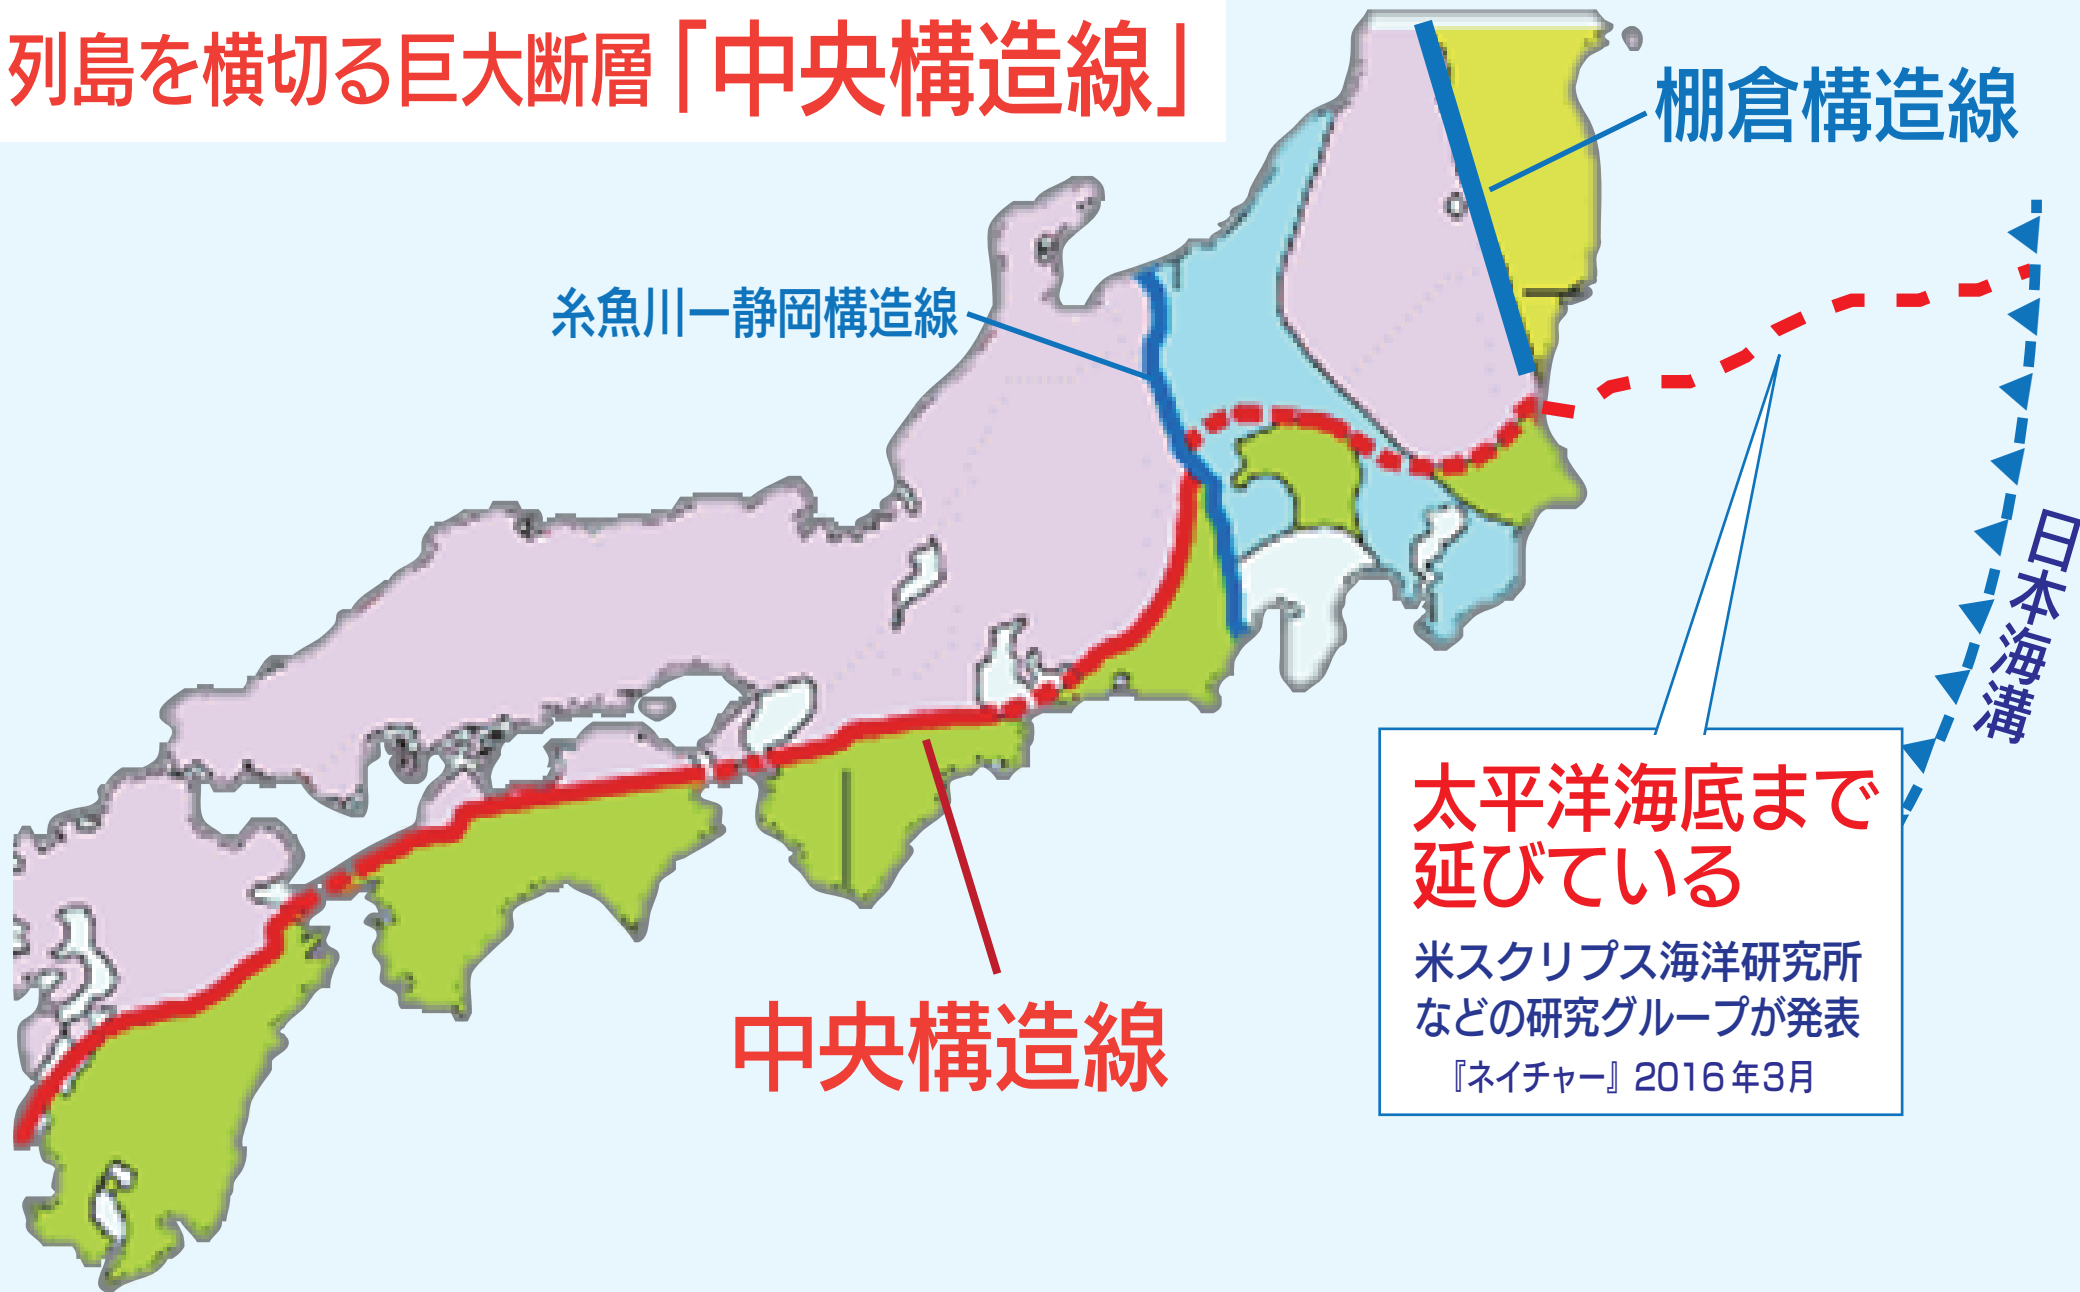 列島を横切る巨大断層「中央構造線」
棚倉構造線
糸魚川ー静岡構造線
日本海溝
太平洋海底まで
延びている
米スクリプス海洋研究所
などの研究グループが発表
『ネイチャー』2016年3月
中央構造線